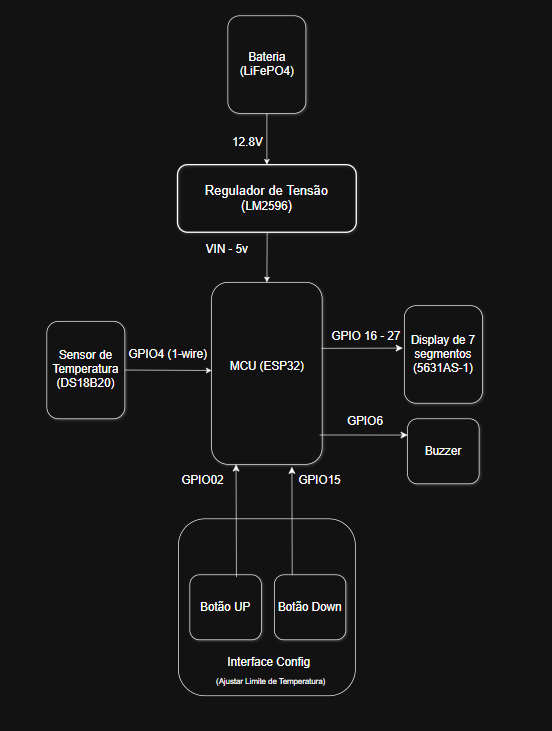 Bateria
(LiFePO4)
12.8V
Regulador de Tensão
(LM2596)
VIN - 5v
Sensor de
Temperatura
(DS18B20)
GPIO4 (1-wire)
MCU (ESP32)
GPIO 16 - 27
Display de 7
segmentos
(5631AS-1)
GPIO6
Buzzer
GPIO02
GPIO15
Botão UP
Botão Down
Interface Config
(Ajustar Limite de Temperatura)